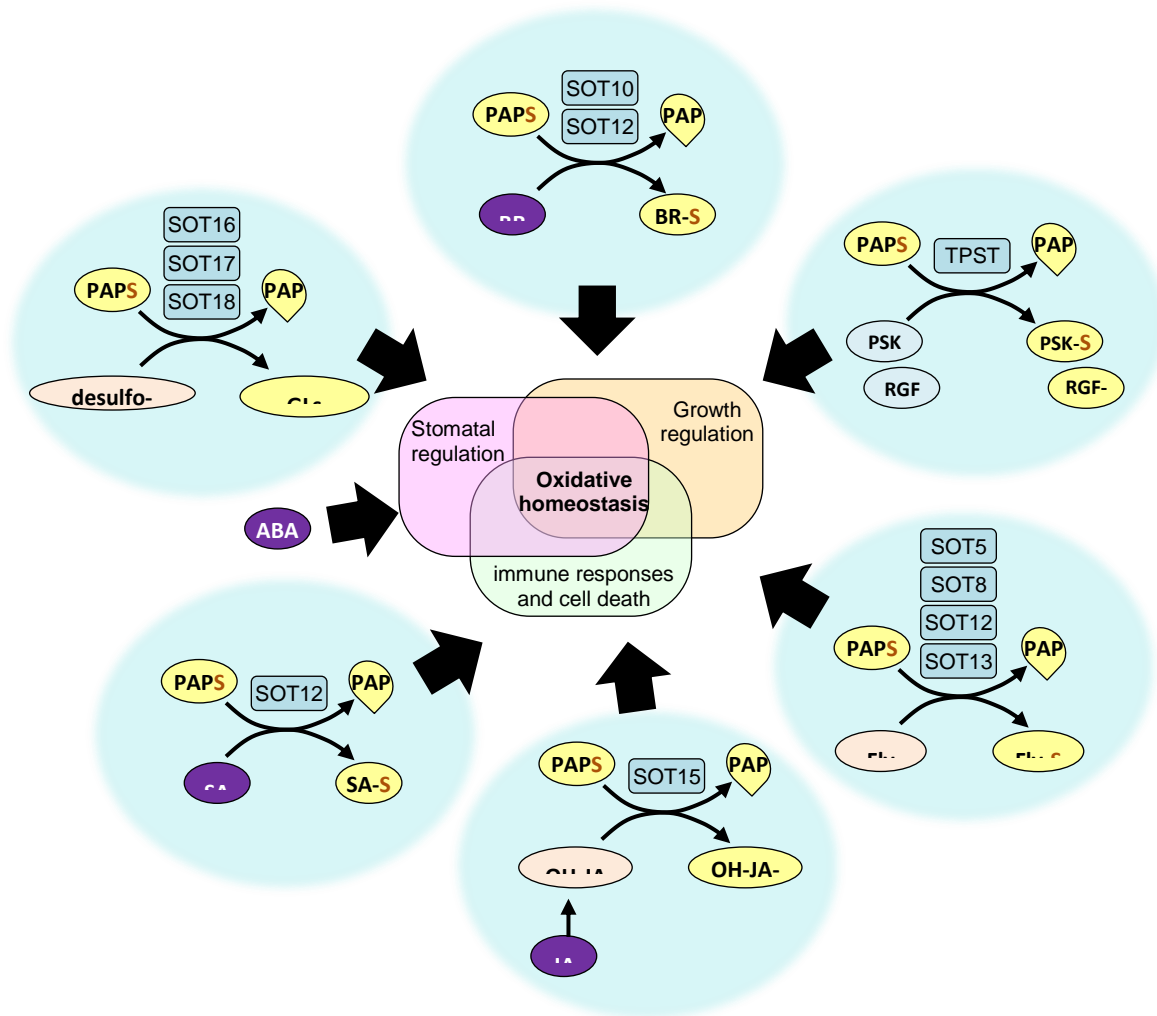 SOT10
PAPS
SOT12
PAP
BR-S
SOT16
SOT17
PAPS
SOT18
PAP
desulfo-
PAPS
TPST
PAP
PSK
PSK-S
RGF
RGF-
Stomatal
regulation
Growth
regulation
Oxidative
homeostasis
immune responses
and cell death
ABA
SOT5
SOT8
SOT12
PAPS
SOT13
PAP
PAPS
SOT12
PAP
SA-S
PAPS
SOT15
PAP
OH-JA
OH-JA-